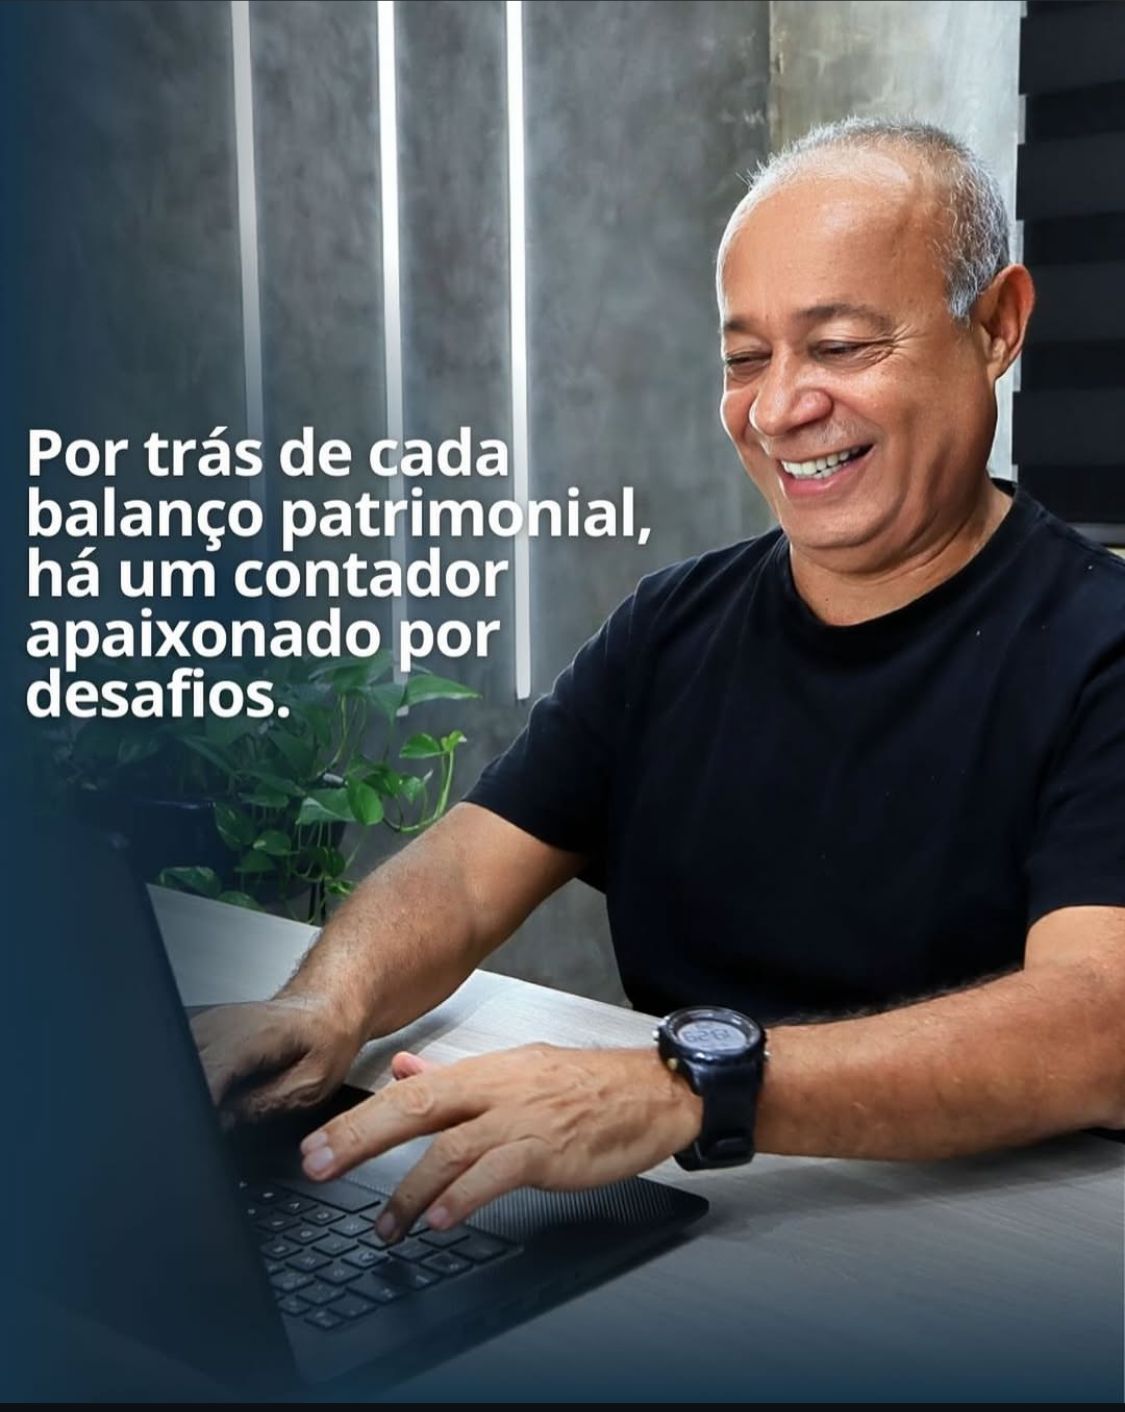 Por trás de cada
balanço patrimonial,
há um contador
apaixonado por
desafios.